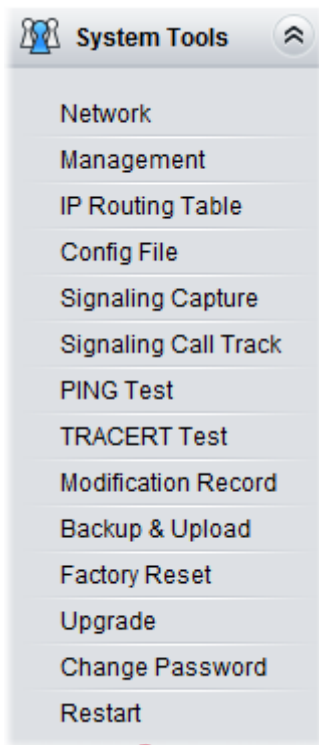 System Tools
Network
Management
IP Routing Table
Config File
Signaling Capture
Signaling Call Track
PING Test
TRACERT Test
Modification Record
Backup & Upload
Factory Reset
Upgrade
Change Password
Restart